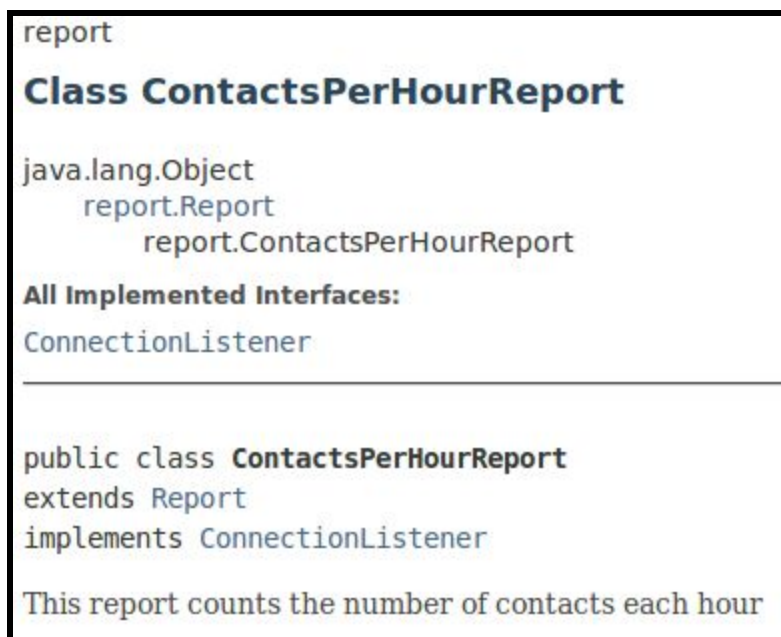 report
Class ContactsPerHourReport
java.lang.Object
report.Report
report.ContactsPerHourReport
All Implemented Interfaces:
ConnectionListener
public class ContactsPerHourReport
extends Report
implements ConnectionListener
This report counts the number of contacts each hour